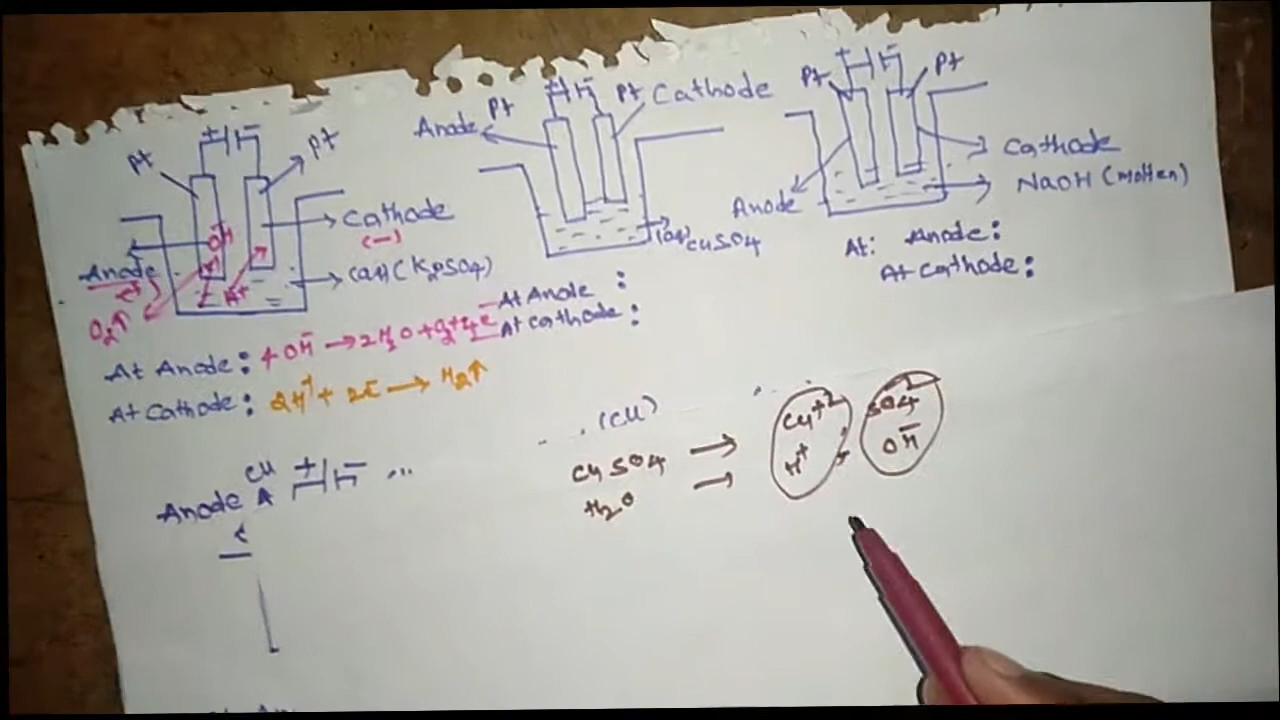 Pt
Pt
Cathode
(-)
Anode
O2↑
(aq) (K2SO4)
At Anode: 4OH- → 2H2O + O2 + 4e-
At Cathode: 2H+ + 2e- → H2↑
+ -
Pt
Pt Cathode
Anode
(aq) CuSO4
At Anode :
At Cathode :
+ -
Pt
Pt
Cathode
NaOH (molten)
Anode
At: Anode:
At Cathode:
Cu + - ...
Anode
(Cu)
CuSO4 → Cu+2 ; SO4-2
H2O → H+ ; OH-